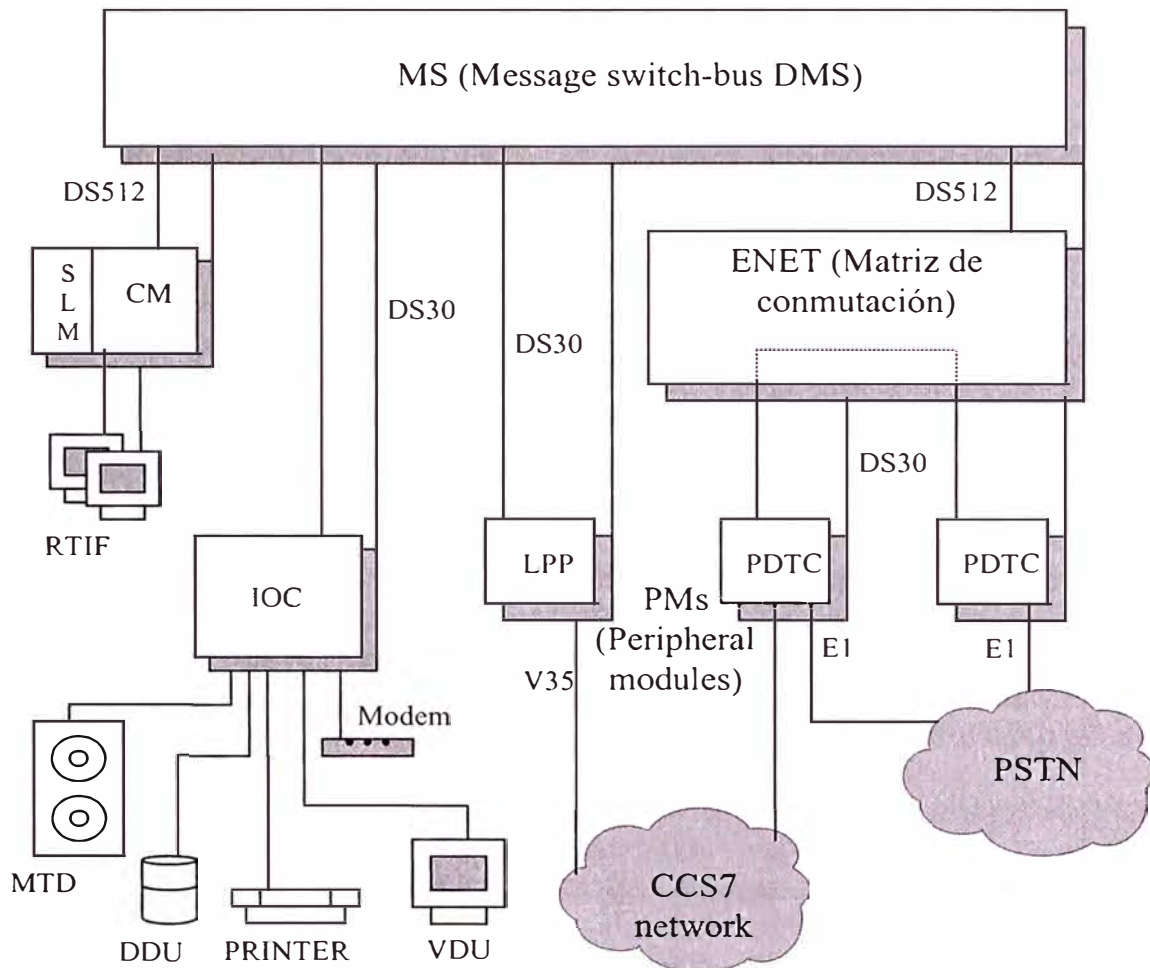 MS (Message switch-bus DMS)
DS512
DS512
S
L
M
CM
ENET (Matriz de
conmutación)
DS30
DS30
DS30
RTIF
IOC
LPP
PDTC
PDTC
PMs
(Peripheral
modules)
E1
E1
V35
Modem
PSTN
MTD
CCS7
network
DDU
PRINTER
VDU